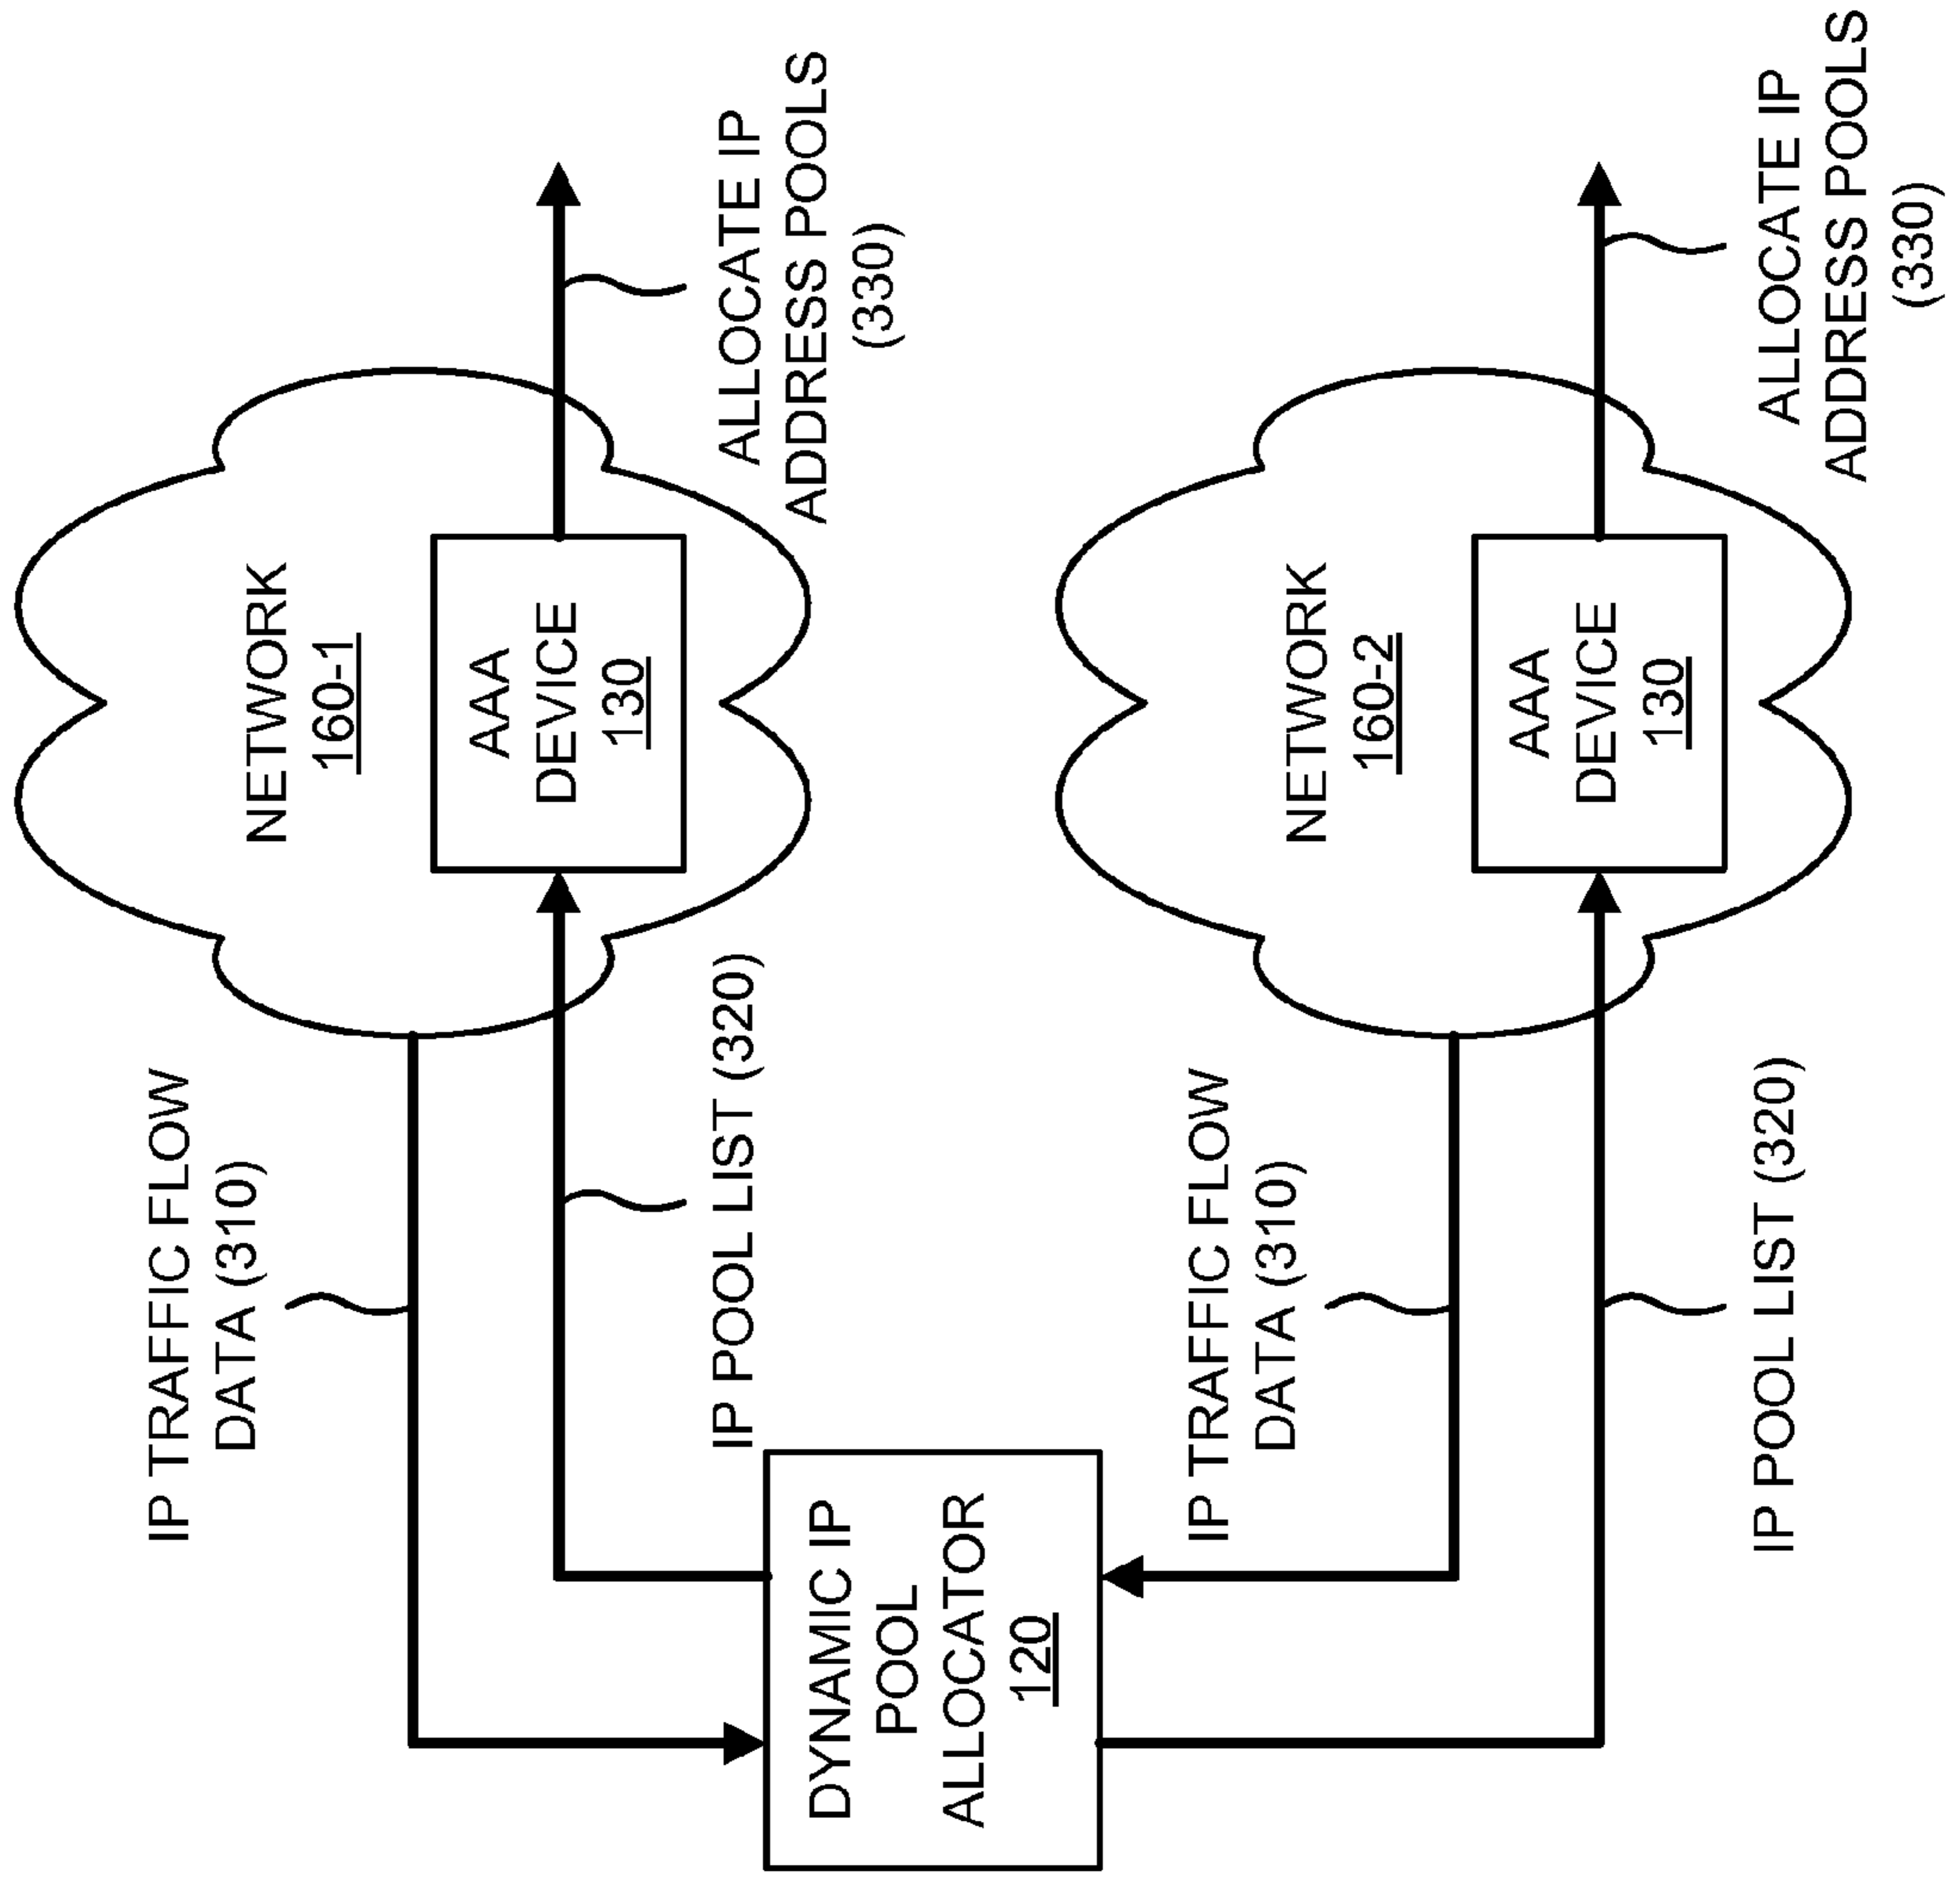 IP TRAFFIC FLOW
DATA (310)
NETWORK
160-1
AAA
DEVICE
130
ALLOCATE IP
ADDRESS POOLS
(330)
IP POOL LIST (320)
DYNAMIC IP
POOL
ALLOCATOR
120
IP TRAFFIC FLOW
DATA (310)
NETWORK
160-2
AAA
DEVICE
130
ALLOCATE IP
ADDRESS POOLS
(330)
IP POOL LIST (320)